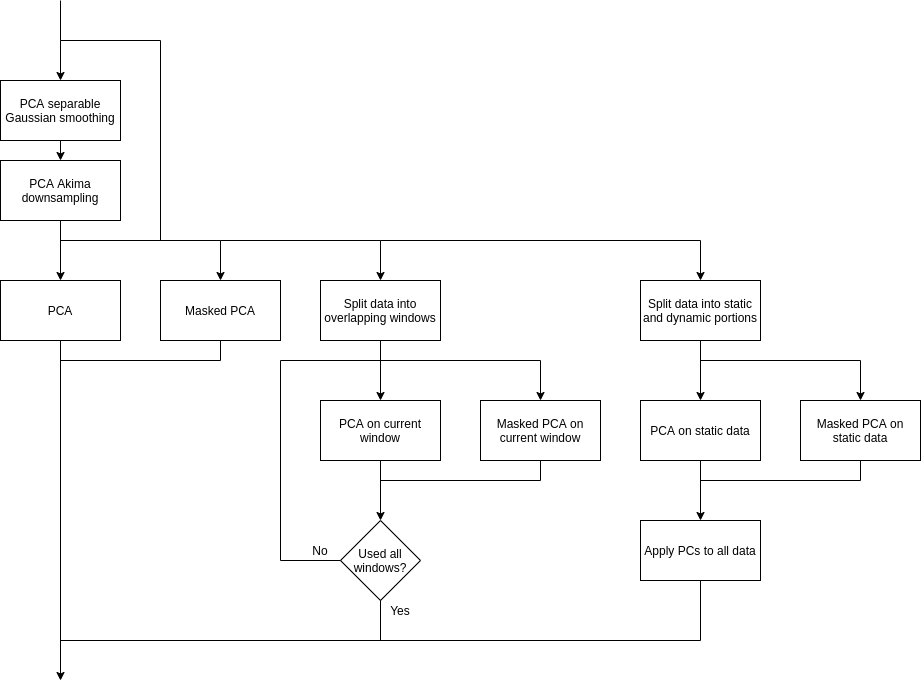 PCA separable
Gaussian smoothing
PCA Akima
downsampling
PCA
Masked PCA
Split data into
overlapping windows
Split data into static
and dynamic portions
PCA on current
window
Masked PCA on
current window
PCA on static data
Masked PCA on
static data
No
Used all
windows?
Apply PCs to all data
Yes